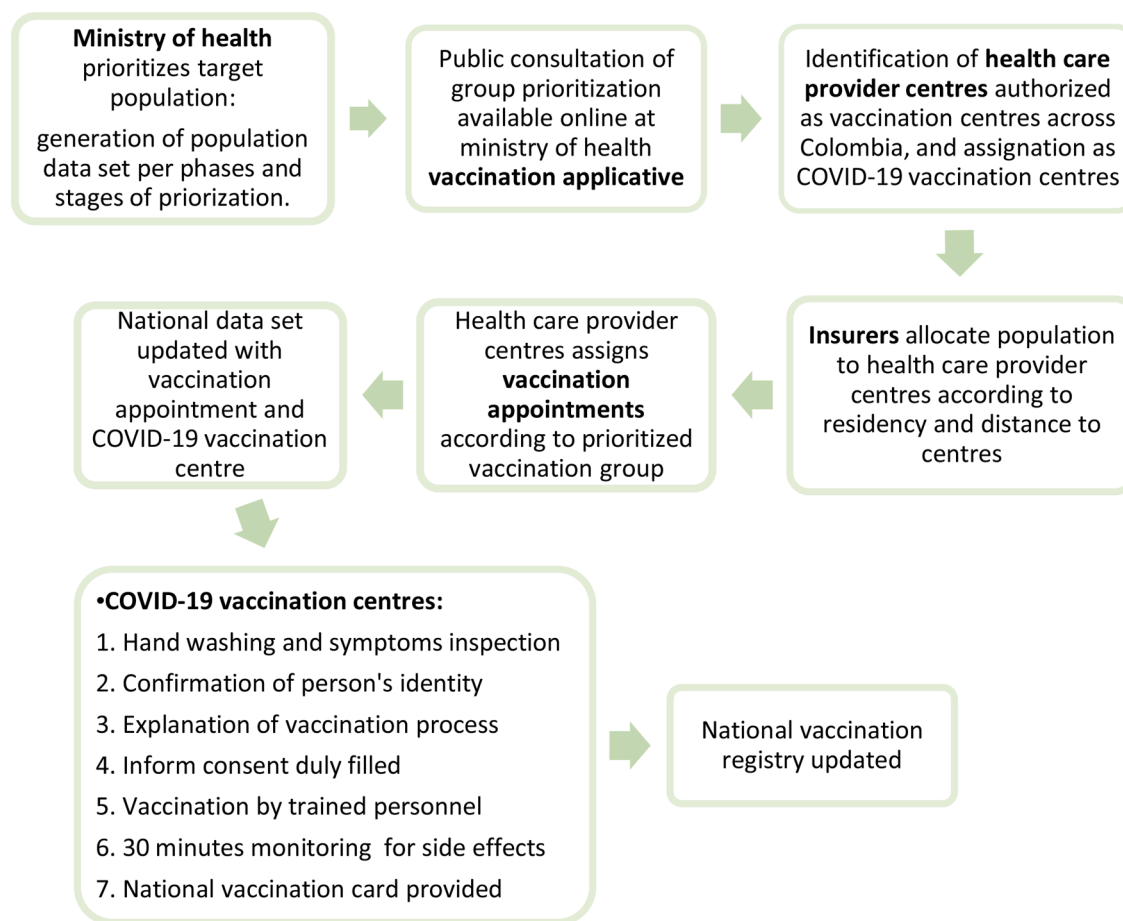 Ministry of health
prioritizes target
population:
generation of population
data set per phases and
stages of priorization.
Public consultation of
group prioritization
available online at
ministry of health
vaccination applicative
Identification of health care
provider centres authorized
as vaccination centres across
Colombia, and assignation as
COVID-19 vaccination centres
Insurers allocate population
to health care provider
centres according to
residency and distance to
centres
Health care provider
centres assigns
vaccination
appointments
according to prioritized
vaccination group
National data set
updated with
vaccination
appointment and
COVID-19 vaccination
centre
•COVID-19 vaccination centres:
1. Hand washing and symptoms inspection
2. Confirmation of person's identity
3. Explanation of vaccination process
4. Inform consent duly filled
5. Vaccination by trained personnel
6. 30 minutes monitoring  for side effects
7. National vaccination card provided
National vaccination
registry updated